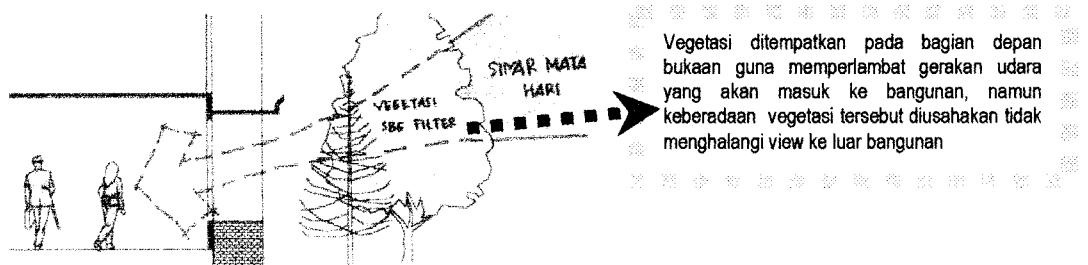 SINAR MATA
HARI
VEGETASI
SBG FILTER
Vegetasi ditempatkan pada bagian depan
bukaan guna memperlambat gerakan udara
yang akan masuk ke bangunan, namun
keberadaan vegetasi tersebut diusahakan tidak
menghalangi view ke luar bangunan